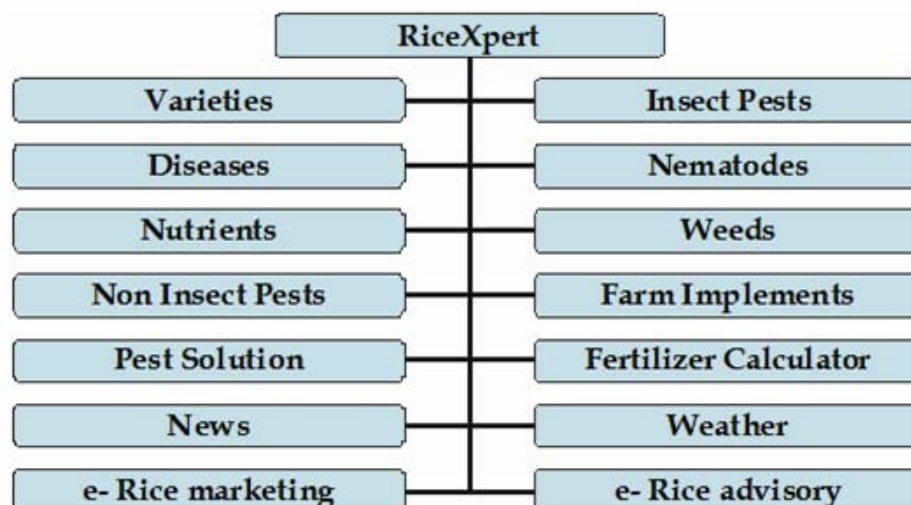 RiceXpert
Varieties
Insect Pests
Diseases
Nematodes
Nutrients
Weeds
Non Insect Pests
Farm Implements
Pest Solution
Fertilizer Calculator
News
Weather
e- Rice marketing
e- Rice advisory